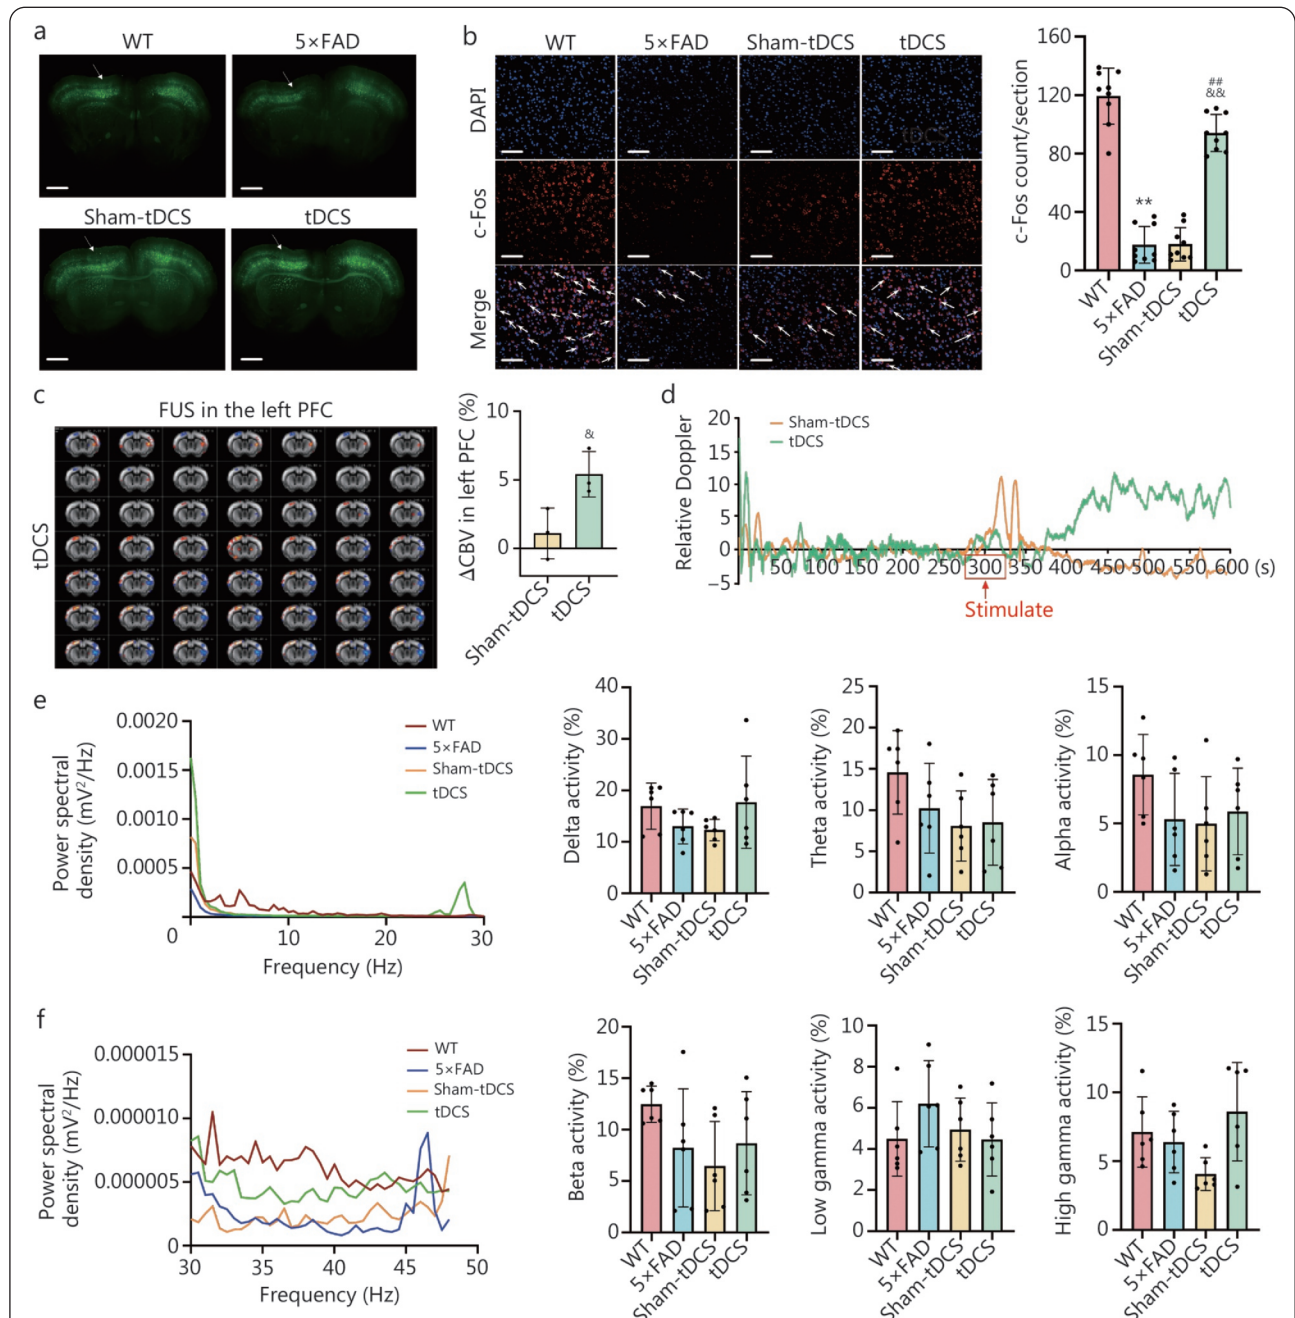 a
WT
5×FAD
Sham-tDCS
tDCS
b
WT
5×FAD
Sham-tDCS
tDCS
DAPI
tDCS
c-Fos
Merge
c-Fos count/section
160
120
80
40
0
**
##
&&
WT
5×FAD
Sham-tDCS
tDCS
c
FUS in the left PFC
tDCS
ΔCBV in left PFC (%)
10
5
0
&
Sham-tDCS
tDCS
d
Relative Doppler
20
15
10
5
0
−5
Sham-tDCS
tDCS
50 100 150 200 250 300 350 400 450 500 550 600 (s)
Stimulate
e
Power spectral
density (mV²/Hz)
0.0020
0.0015
0.0010
0.0005
0 10 20 30
Frequency (Hz)
WT
5×FAD
Sham-tDCS
tDCS
Delta activity (%)
40
30
20
10
0
WT
5×FAD
Sham-tDCS
tDCS
Theta activity (%)
25
20
15
10
5
0
WT
5×FAD
Sham-tDCS
tDCS
Alpha activity (%)
15
10
5
0
WT
5×FAD
Sham-tDCS
tDCS
f
Power spectral
density (mV²/Hz)
0.000015
0.000010
0.000005
0
30 35 40 45 50
Frequency (Hz)
WT
5×FAD
Sham-tDCS
tDCS
Beta activity (%)
20
15
10
5
0
WT
5×FAD
Sham-tDCS
tDCS
Low gamma activity (%)
10
8
6
4
2
0
WT
5×FAD
Sham-tDCS
tDCS
High gamma activity (%)
15
10
5
0
WT
5×FAD
Sham-tDCS
tDCS